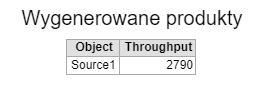 Wygenerowane produkty
Object Throughput
Source1 2790